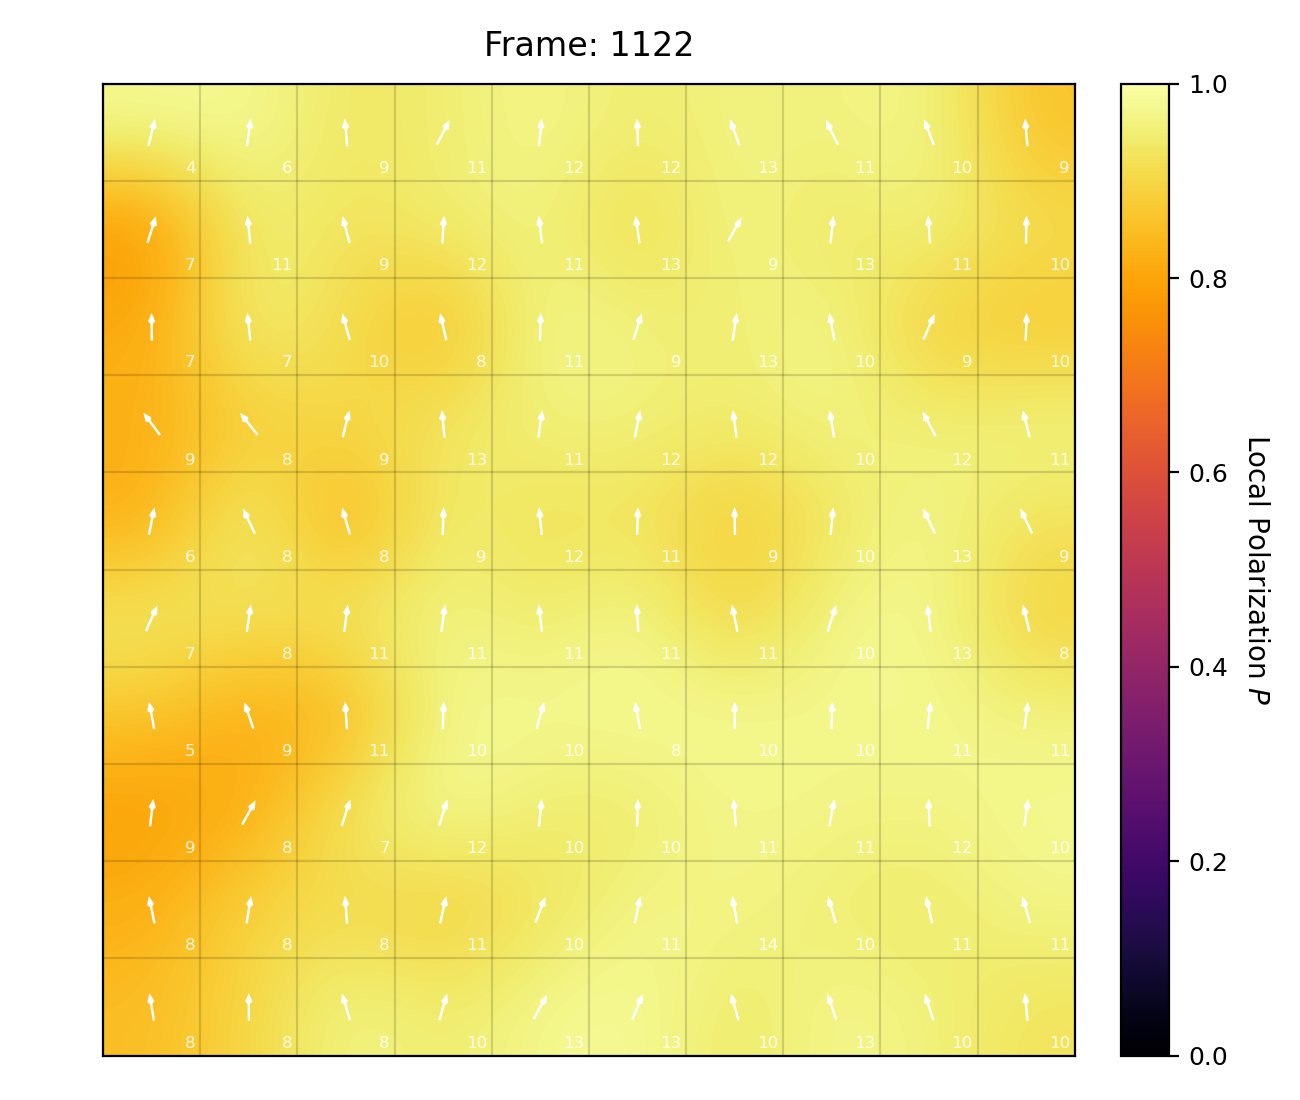 Frame: 1122
4 6 9 11 12 12 13 11 10 9
7 11 9 12 11 13 9 13 11 10
7 7 10 8 11 9 13 10 9 10
9 8 9 13 11 12 12 10 12 11
6 8 8 9 12 11 9 10 13 9
7 8 11 11 11 11 11 10 13 8
5 9 11 10 10 8 10 10 11 11
9 8 7 12 10 10 11 11 12 10
8 8 8 11 10 11 14 10 11 11
8 8 8 10 13 13 10 13 10 10
1.0
0.8
0.6
0.4
0.2
0.0
Local Polarization P